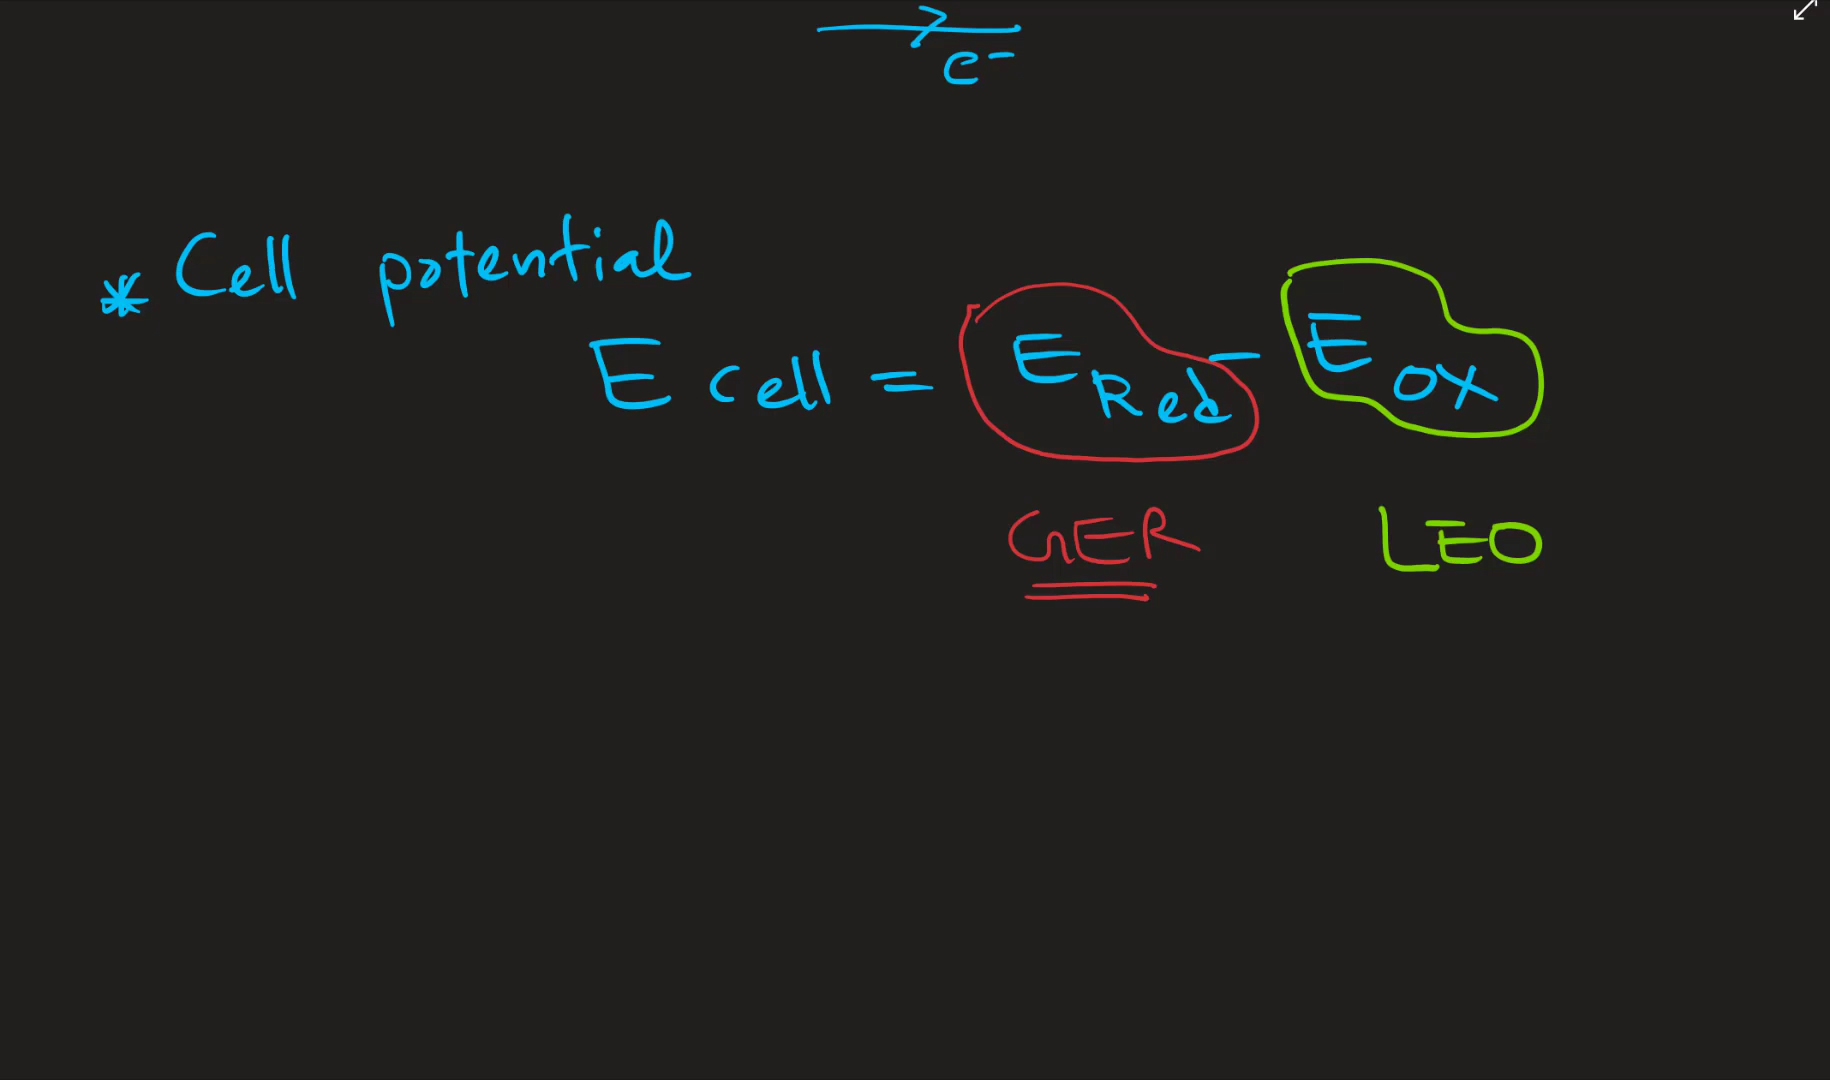 e⁻
* Cell potential
E cell = E Red - E ox
GER LEO